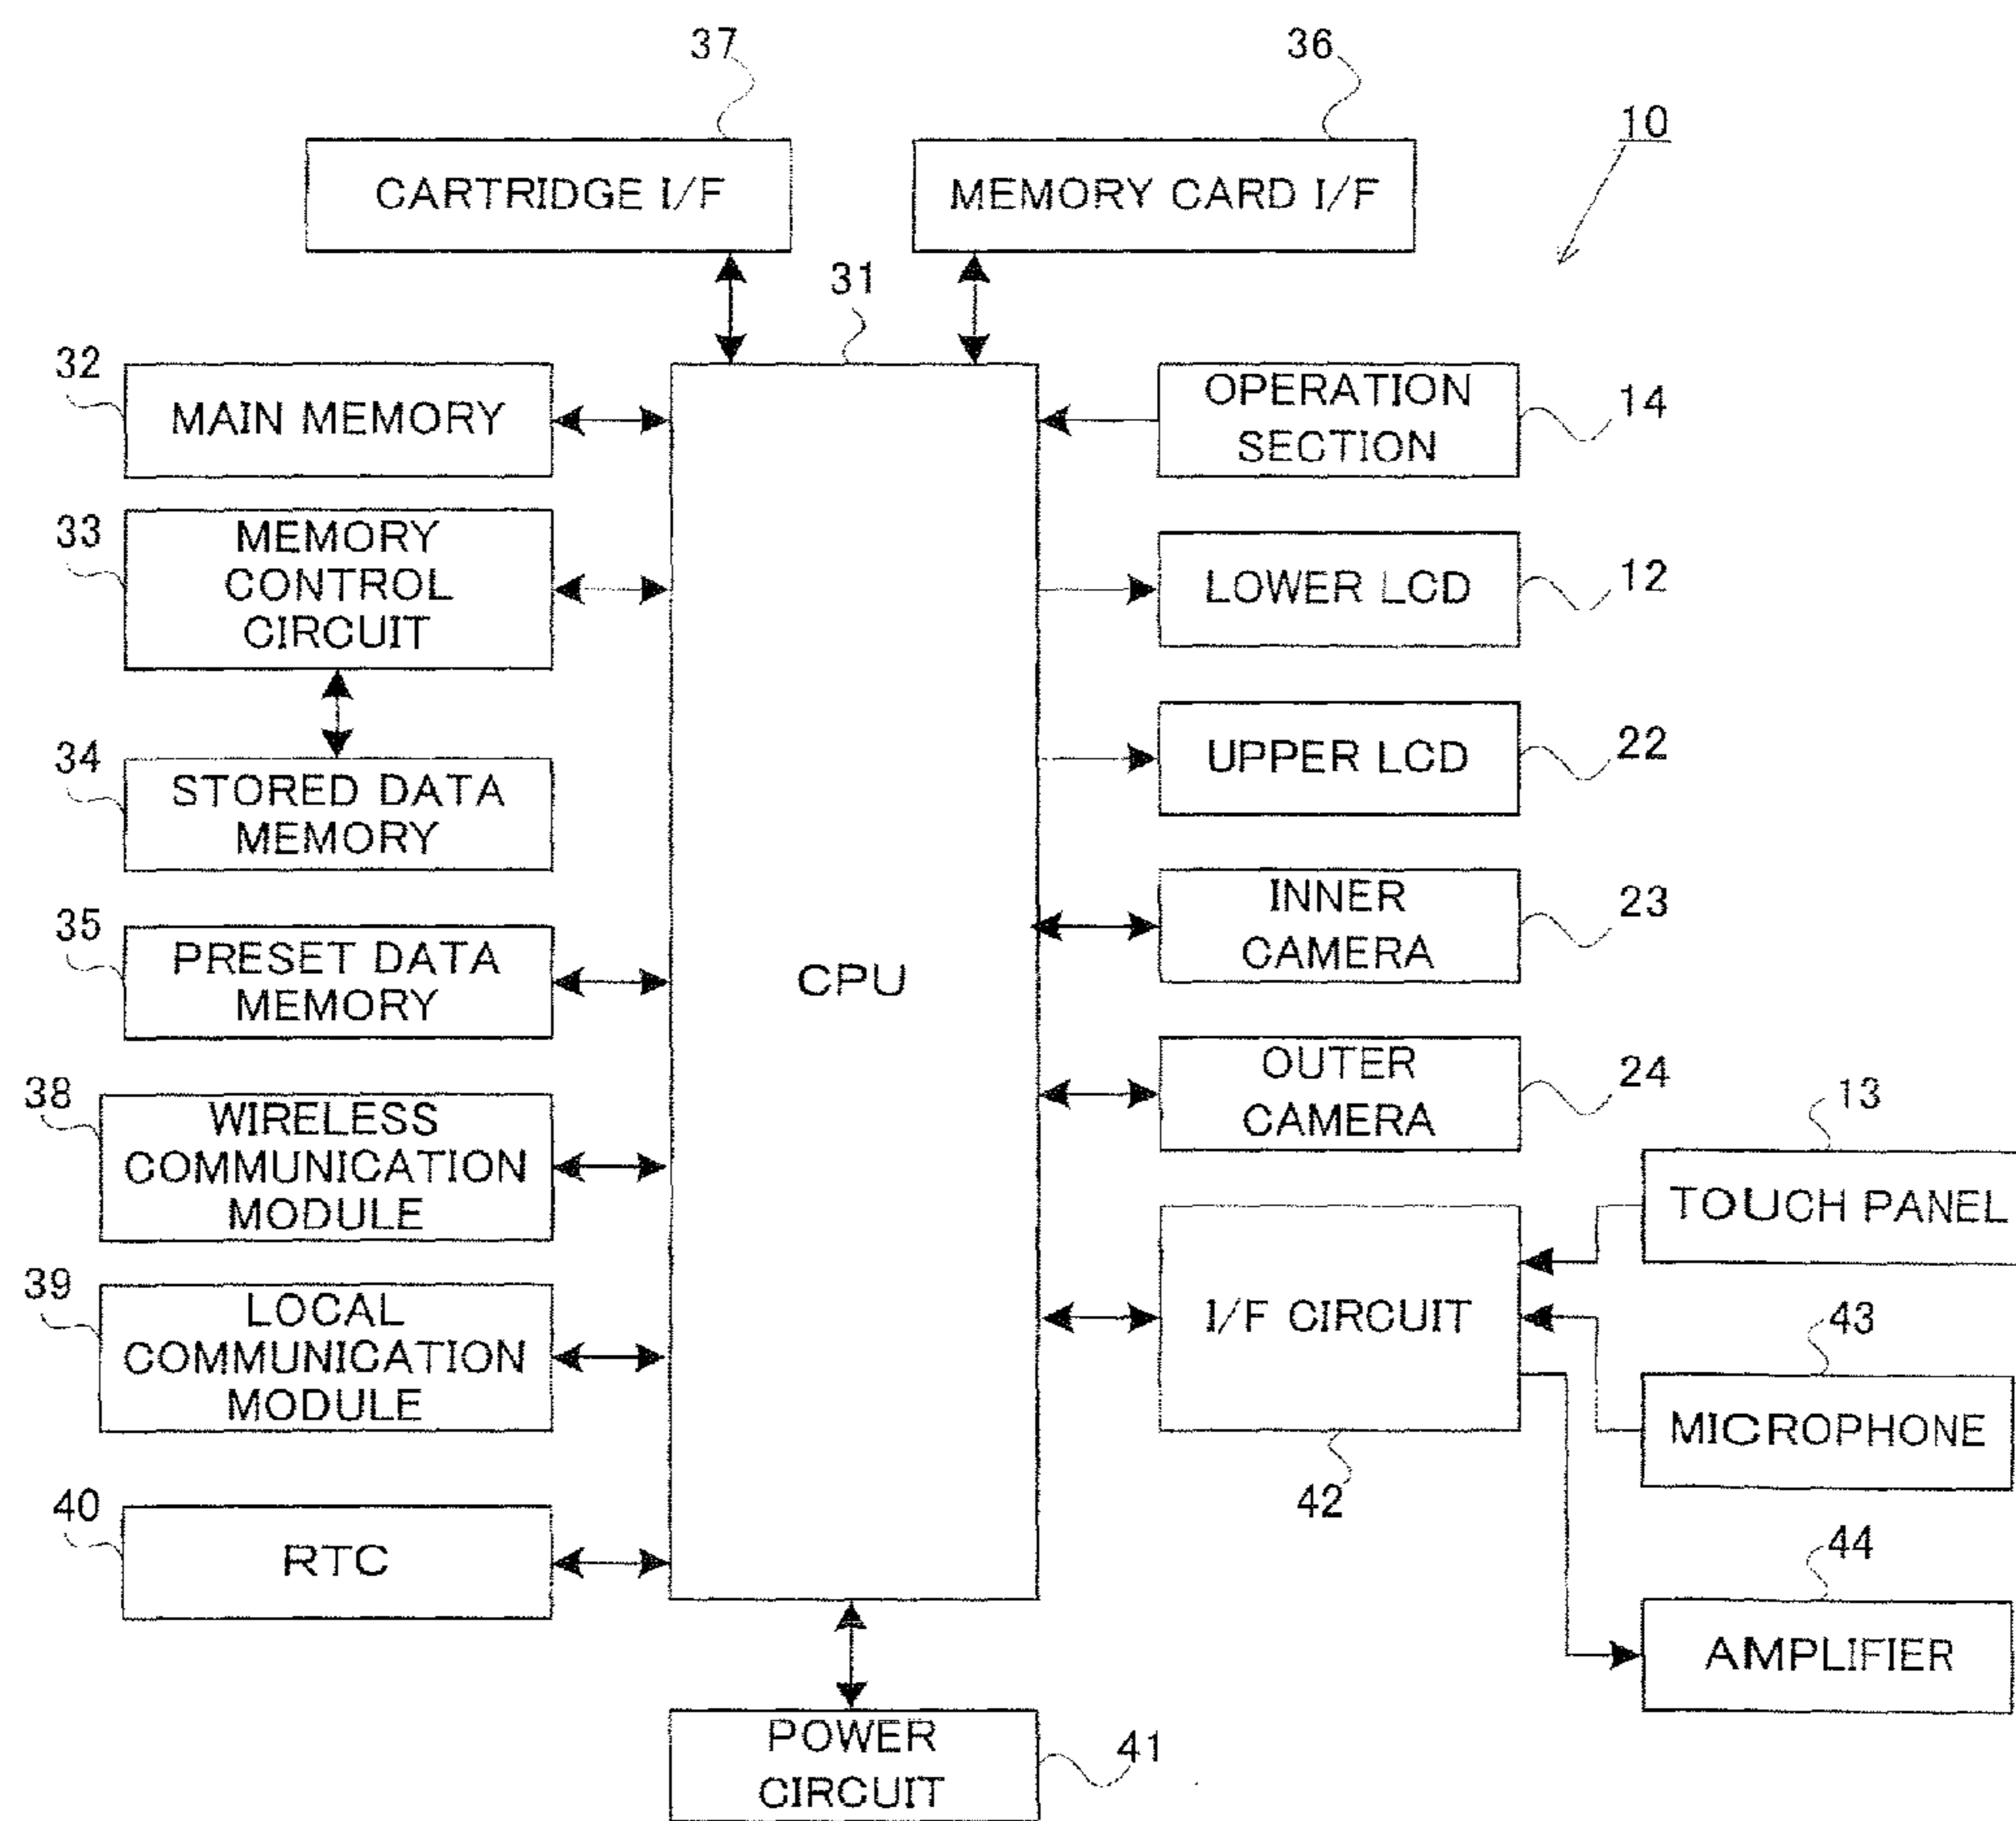 37
36
10
CARTRIDGE I/F
MEMORY CARD I/F
31
32
MAIN MEMORY
OPERATION
SECTION
14
33
MEMORY
CONTROL
CIRCUIT
LOWER LCD
12
34
STORED DATA
MEMORY
UPPER LCD
22
35
PRESET DATA
MEMORY
CPU
INNER
CAMERA
23
38
WIRELESS
COMMUNICATION
MODULE
OUTER
CAMERA
24
13
TOUCH PANEL
39
LOCAL
COMMUNICATION
MODULE
I/F CIRCUIT
42
43
MICROPHONE
40
RTC
44
AMPLIFIER
POWER
CIRCUIT
41